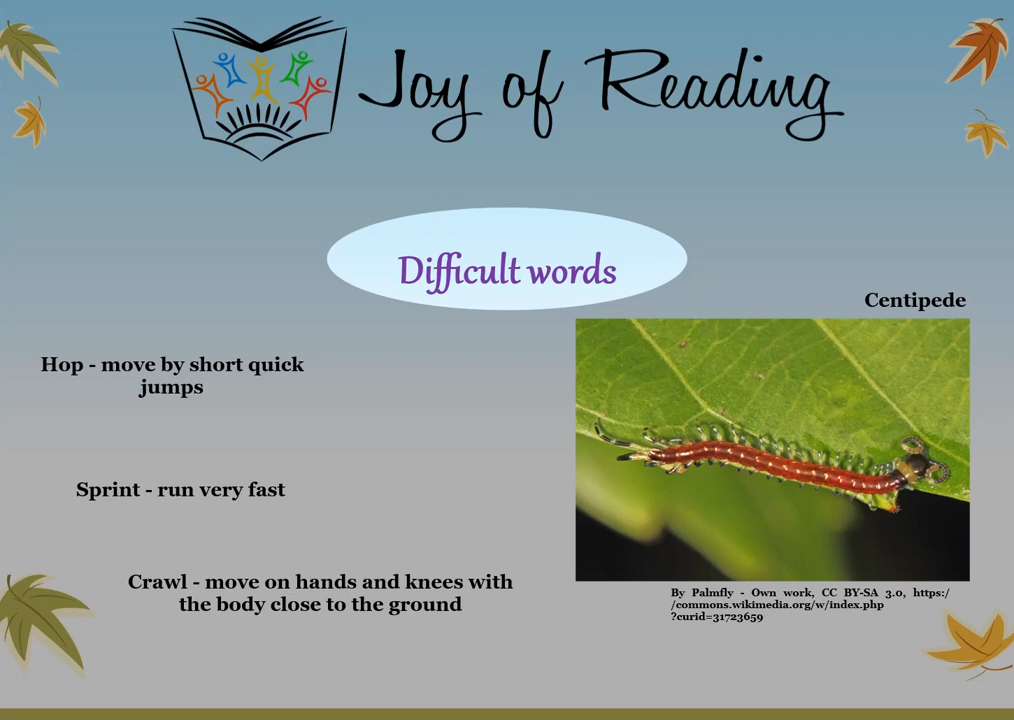 Joy of Reading
Difficult words
Centipede
Hop - move by short quick
jumps
Sprint - run very fast
Crawl - move on hands and knees with
the body close to the ground
By Palmfly - Own work, CC BY-SA 3.0, https:/
/commons.wikimedia.org/w/index.php
?curid=31723659